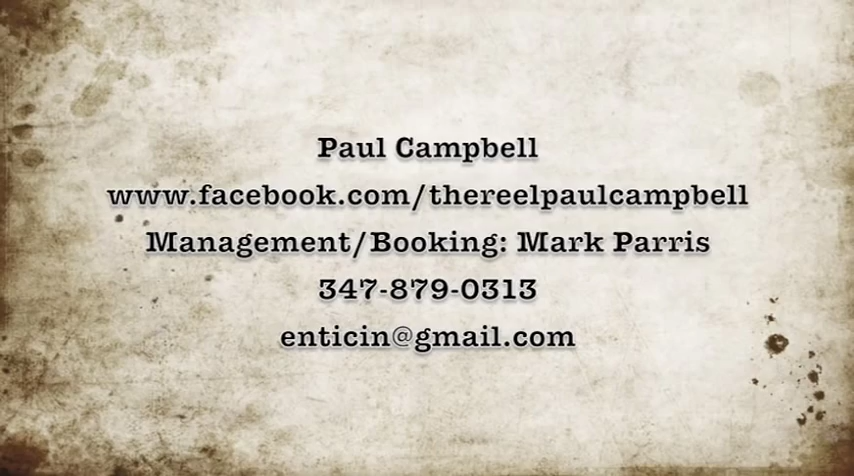 Paul Campbell
www.facebook.com/thereelpaulcampbell
Management/Booking: Mark Parris
347-879-0313
enticin@gmail.com